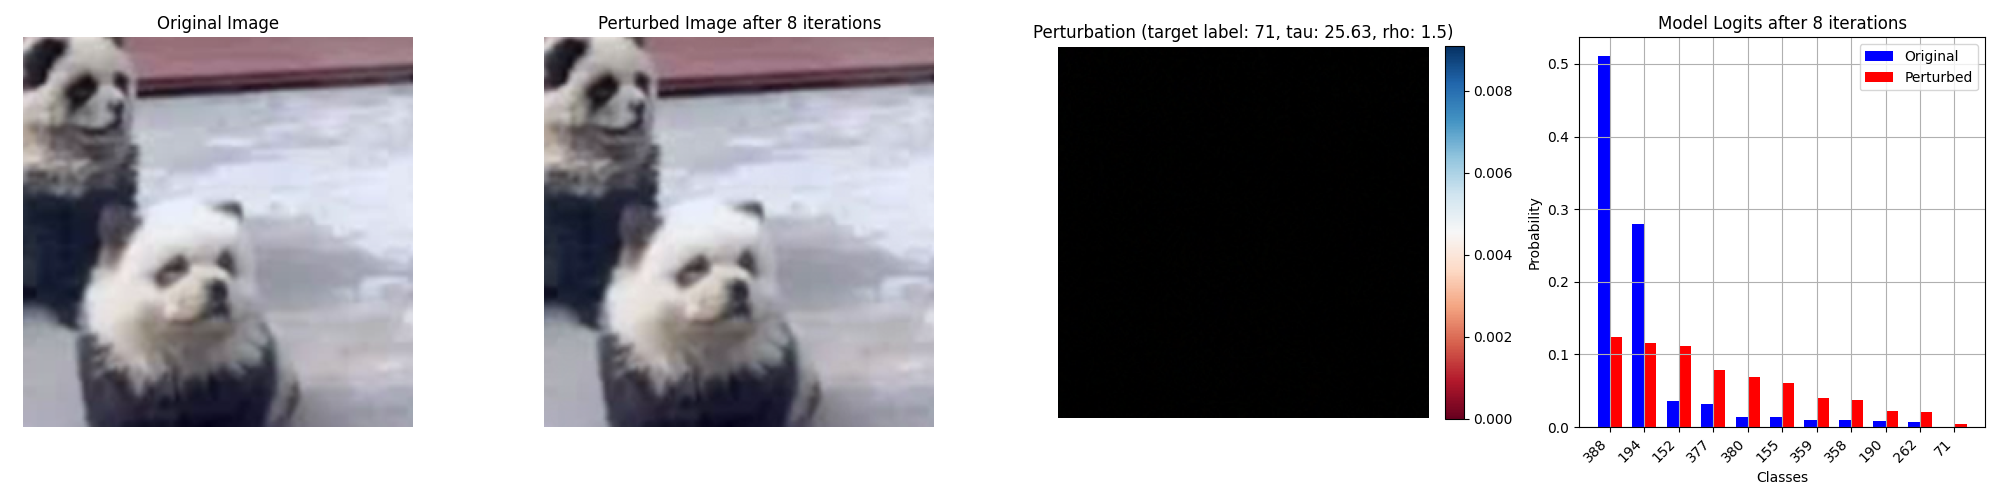 Original Image
Perturbed Image after 8 iterations
Perturbation (target label: 71, tau: 25.63, rho: 1.5)
0.008
0.006
0.004
0.002
0.000
Model Logits after 8 iterations
Original
Perturbed
Probability
0.5
0.4
0.3
0.2
0.1
0.0
388
194
152
377
380
155
359
358
190
262
71
Classes